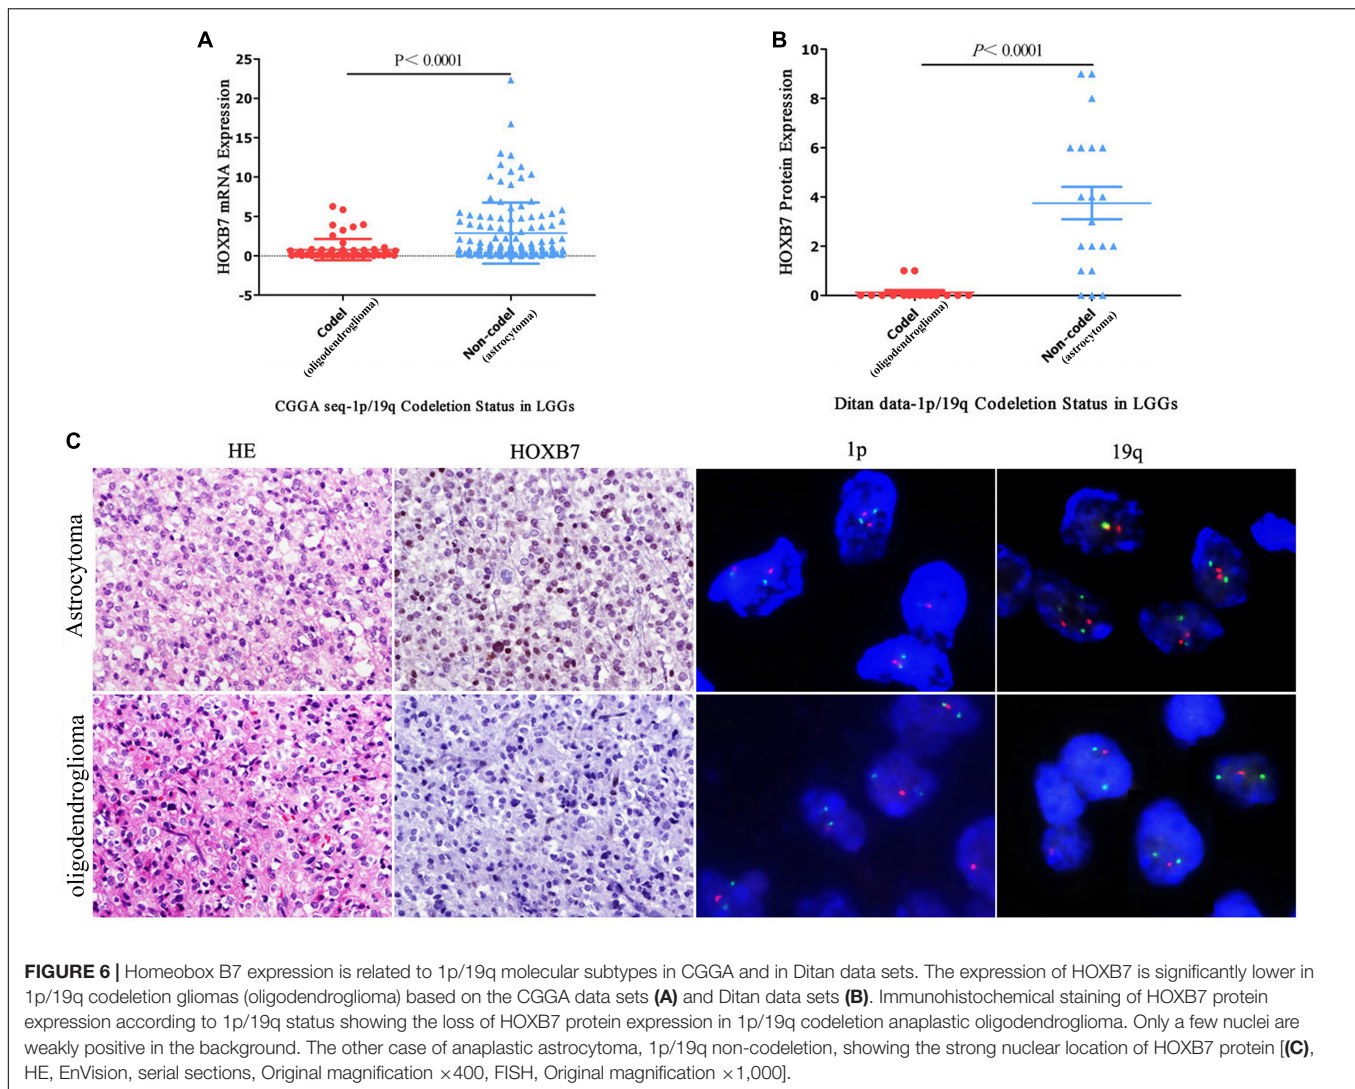 A
P< 0.0001
HOXB7 mRNA Expression
25
20
15
10
5
0
-5
Codel
(oligodendroglioma)
Non-codel
(astrocytoma)
CGGA seq-1p/19q Codeletion Status in LGGs
B
P< 0.0001
HOXB7 Protein Expression
10
8
6
4
2
0
Codel
(oligodendroglioma)
Non-codel
(astrocytoma)
Ditan data-1p/19q Codeletion Status in LGGs
C
HE HOXB7 1p 19q
Astrocytoma
oligodendroglioma
FIGURE 6 | Homeobox B7 expression is related to 1p/19q molecular subtypes in CGGA and in Ditan data sets. The expression of HOXB7 is significantly lower in
1p/19q codeletion gliomas (oligodendroglioma) based on the CGGA data sets (A) and Ditan data sets (B). Immunohistochemical staining of HOXB7 protein
expression according to 1p/19q status showing the loss of HOXB7 protein expression in 1p/19q codeletion anaplastic oligodendroglioma. Only a few nuclei are
weakly positive in the background. The other case of anaplastic astrocytoma, 1p/19q non-codeletion, showing the strong nuclear location of HOXB7 protein [(C),
HE, EnVision, serial sections, Original magnification ×400, FISH, Original magnification ×1,000].